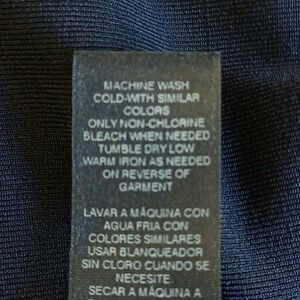 MACHINE WASH
COLD-WITH SIMILAR
COLORS
ONLY NON-CHLORINE
BLEACH WHEN NEEDED
TUMBLE DRY LOW
WARM IRON AS NEEDED
ON REVERSE OF
GARMENT
LAVAR A MÁQUINA CON
AGUA FRIA CON
COLORES SIMILARES
USAR BLANQUEADOR
SIN CLORO CUANDO SE
NECESITE
SECAR A MÁQUINA A